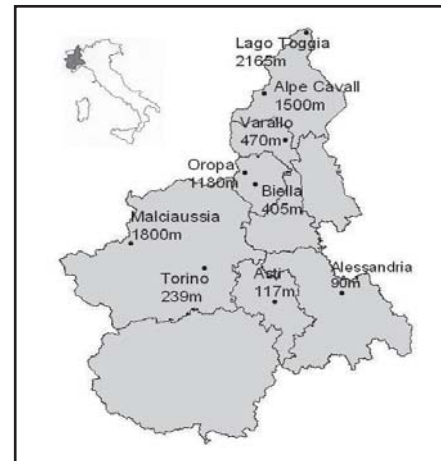 Lago Toggia
2165m
Alpe Cavall
1500m
Varallo
470m
Oropa
1180m
Biella
405m
Malciaussia
1800m
Torino
239m
Asti
117m
Alessandria
90m